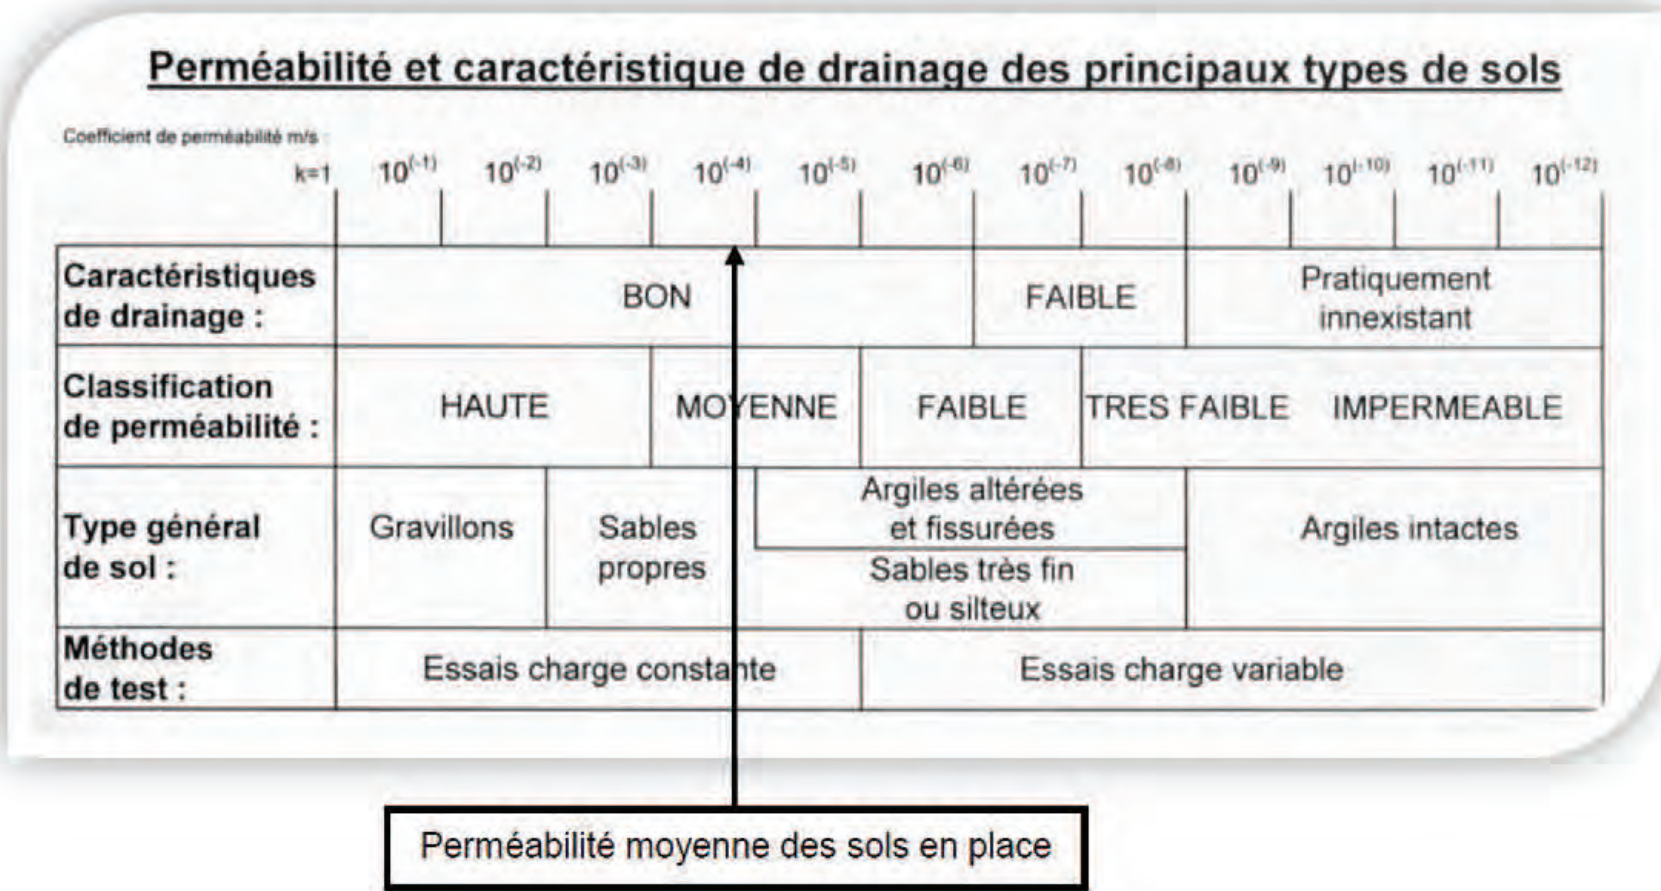 Perméabilité et caractéristique de drainage des principaux types de sols
Coefficient de perméabilité m/s :
k=1 10(-1) 10(-2) 10(-3) 10(-4) 10(-5) 10(-6) 10(-7) 10(-8) 10(-9) 10(-10) 10(-11) 10(-12)
Caractéristiques
de drainage :
BON
FAIBLE
Pratiquement
innexistant
Classification
de perméabilité :
HAUTE
MOYENNE
FAIBLE
TRES FAIBLE
IMPERMEABLE
Type général
de sol :
Gravillons
Sables
propres
Argiles altérées
et fissurées
Sables très fin
ou silteux
Argiles intactes
Méthodes
de test :
Essais charge constante
Essais charge variable
Perméabilité moyenne des sols en place